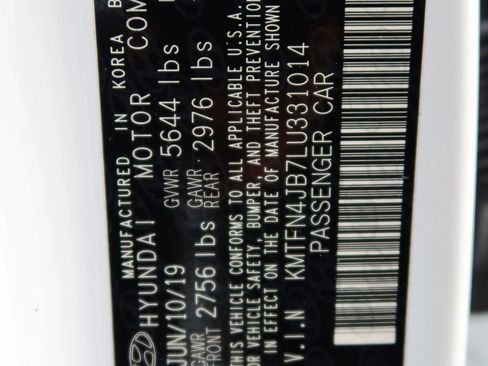 MANUFACTURED IN KOREA B
HYUNDAI MOTOR COM
JUN/10/19 GVWR 5644 lbs
GAWR FRONT 2756 lbs GAWR REAR 2976 lbs
THIS VEHICLE CONFORMS TO ALL APPLICABLE U.S.A.
OR VEHICLE SAFETY, BUMPER, AND THEFT PREVENTION
IN EFFECT ON THE DATE OF MANUFACTURE SHOWN
V.I.N KMTFN4JB7LU331014
PASSENGER CAR